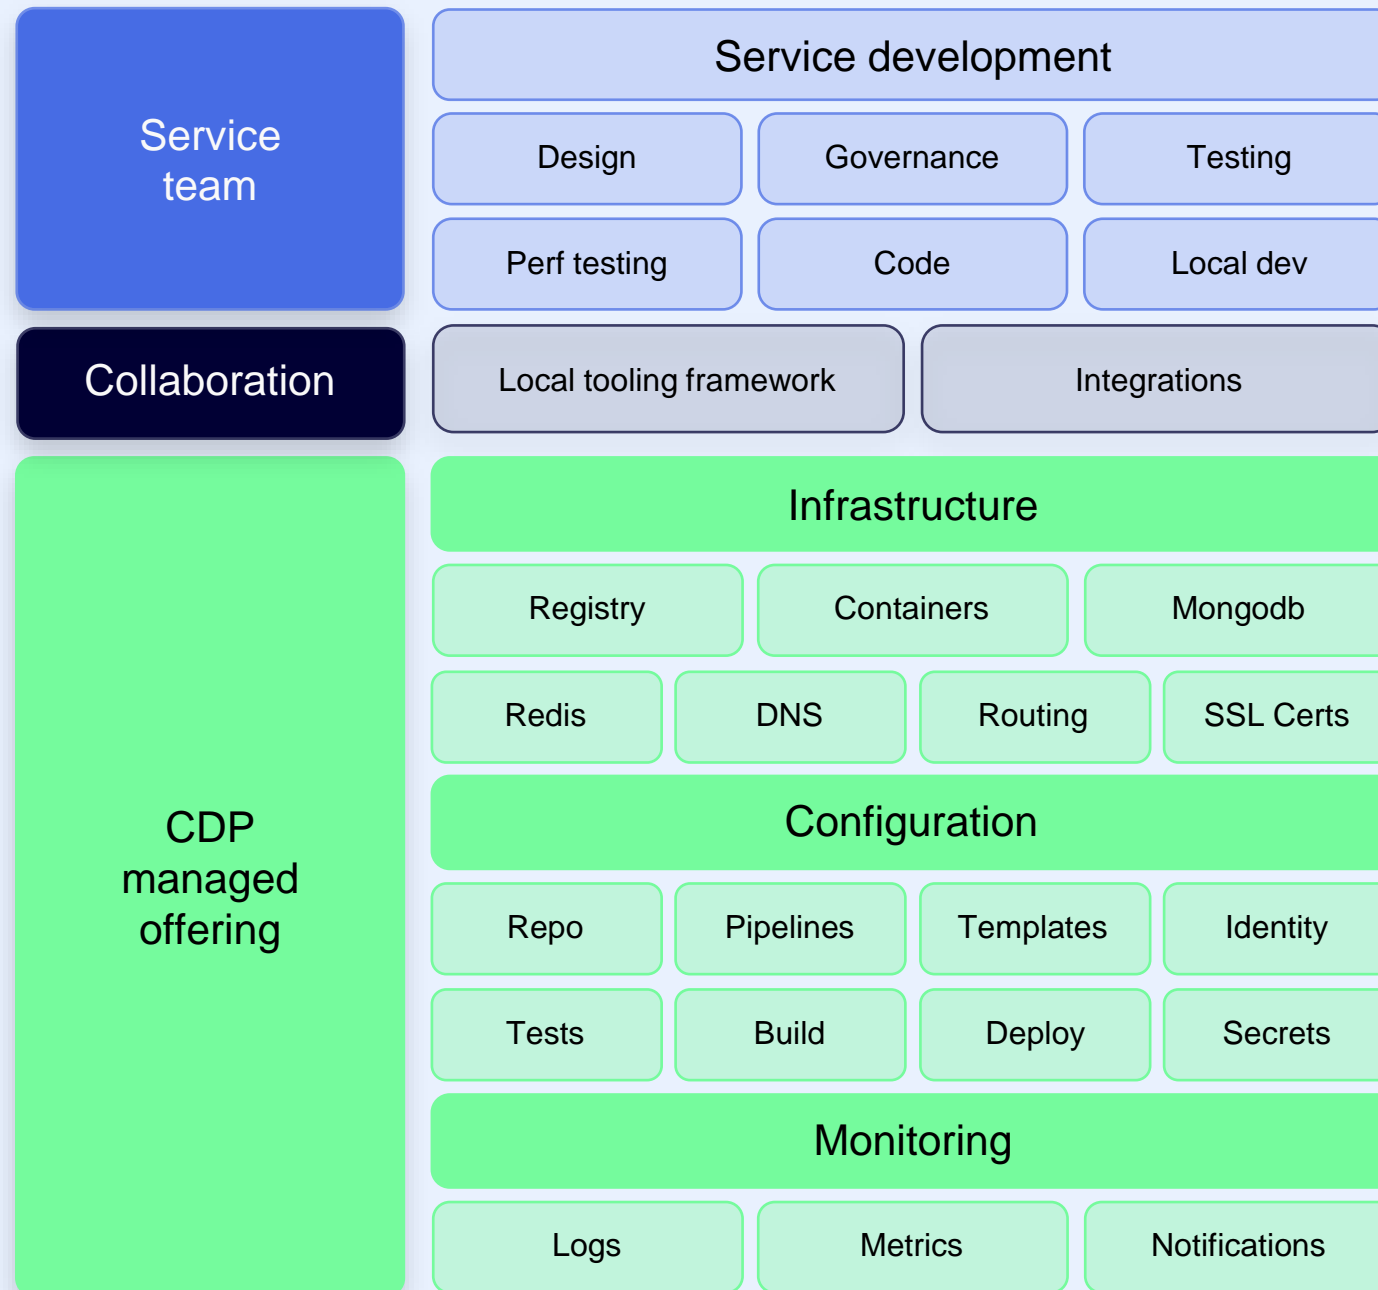 Service
team
Service development
Design
Governance
Testing
Perf testing
Code
Local dev
Collaboration
Local tooling framework
Integrations
CDP
managed
offering
Infrastructure
Registry
Containers
Mongodb
Redis
DNS
Routing
SSL Certs
Configuration
Repo
Pipelines
Templates
Identity
Tests
Build
Deploy
Secrets
Monitoring
Logs
Metrics
Notifications